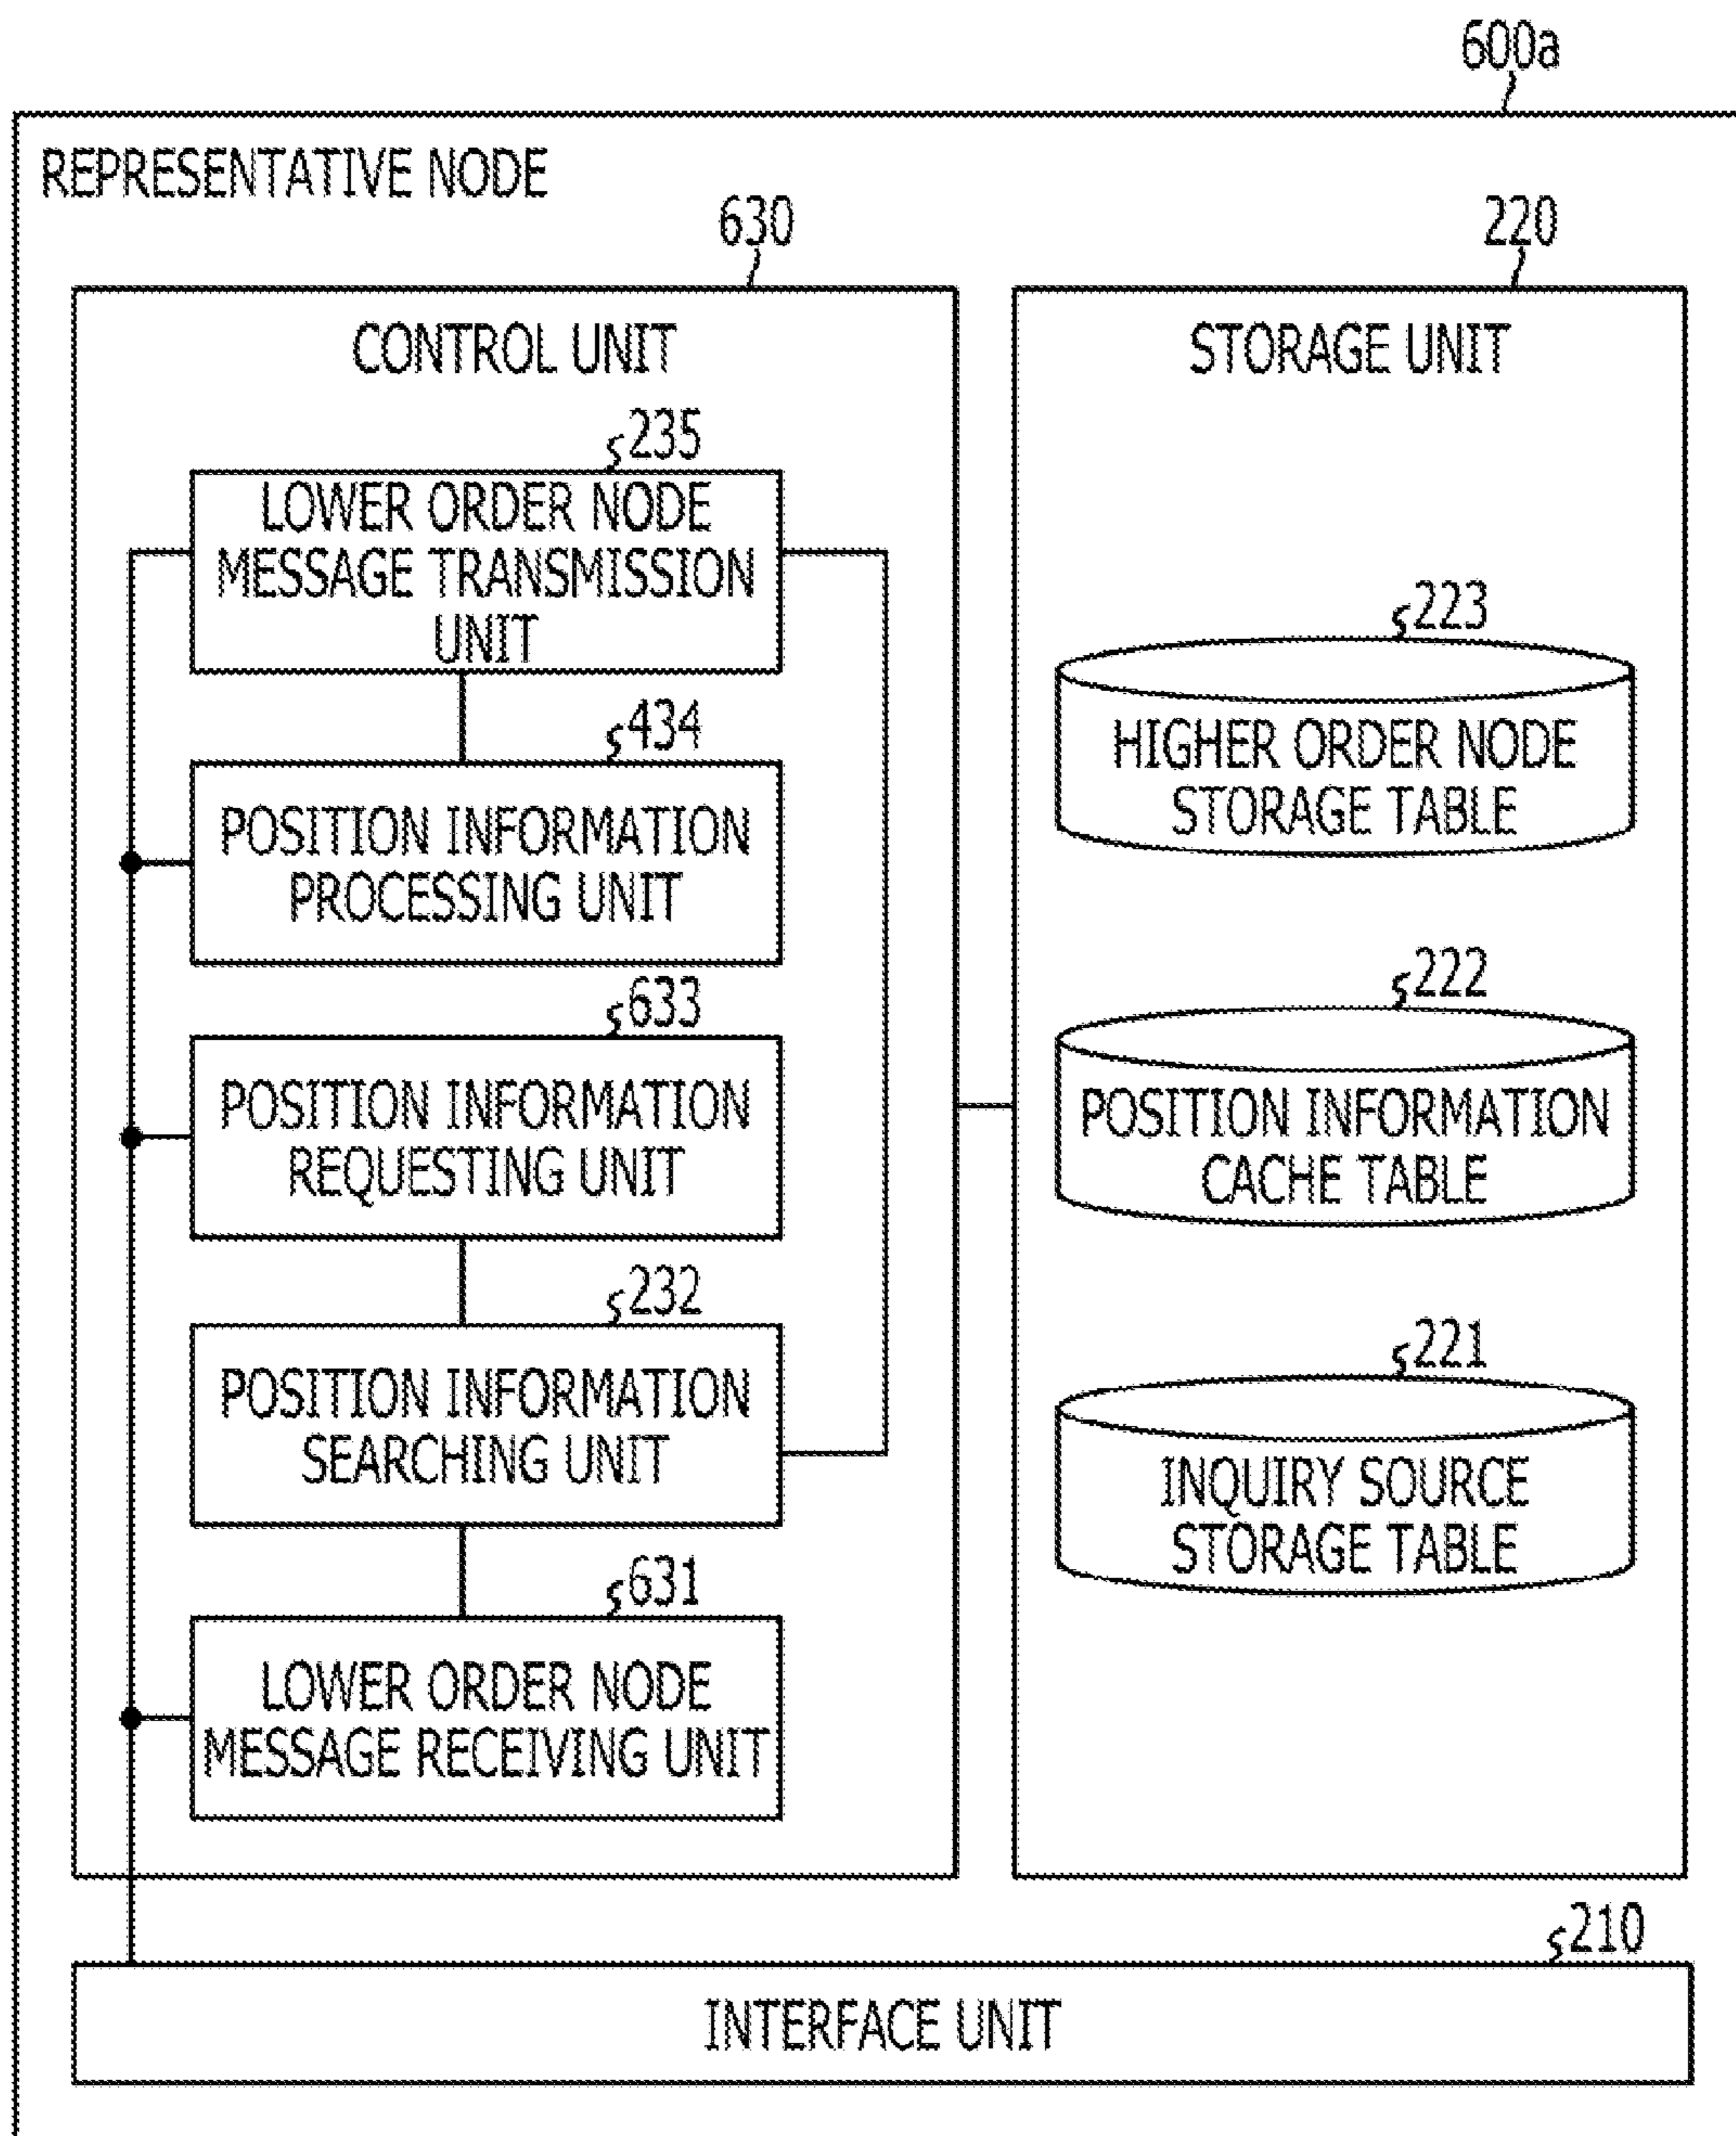 600a
REPRESENTATIVE NODE
630
220
CONTROL UNIT
STORAGE UNIT
235
LOWER ORDER NODE
MESSAGE TRANSMISSION
UNIT
223
HIGHER ORDER NODE
STORAGE TABLE
434
POSITION INFORMATION
PROCESSING UNIT
633
POSITION INFORMATION
REQUESTING UNIT
222
POSITION INFORMATION
CACHE TABLE
232
POSITION INFORMATION
SEARCHING UNIT
221
INQUIRY SOURCE
STORAGE TABLE
631
LOWER ORDER NODE
MESSAGE RECEIVING UNIT
210
INTERFACE UNIT